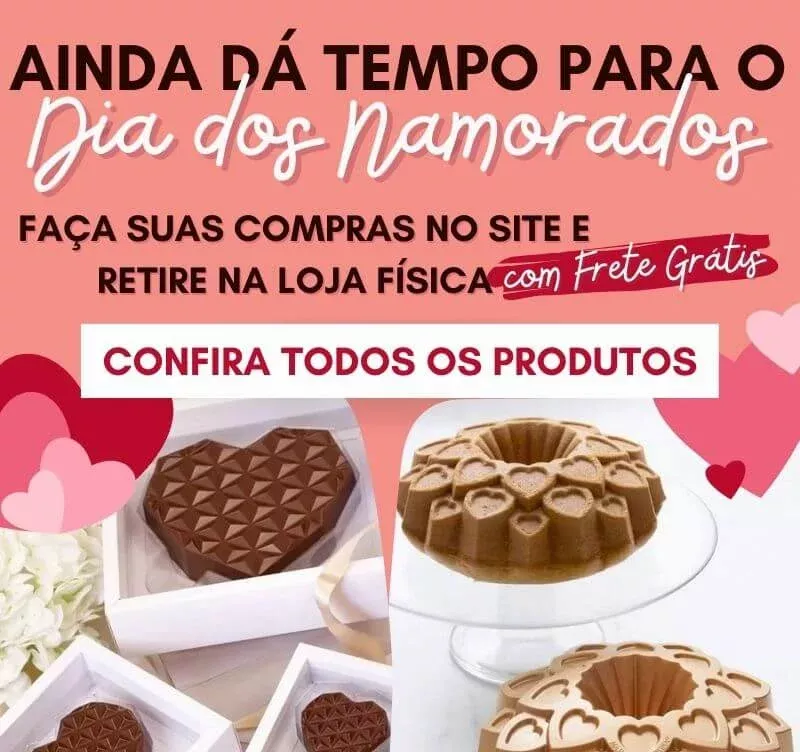 AINDA DÁ TEMPO PARA O
Dia dos Namorados
FAÇA SUAS COMPRAS NO SITE E
RETIRE NA LOJA FÍSICA com Frete Grátis
CONFIRA TODOS OS PRODUTOS